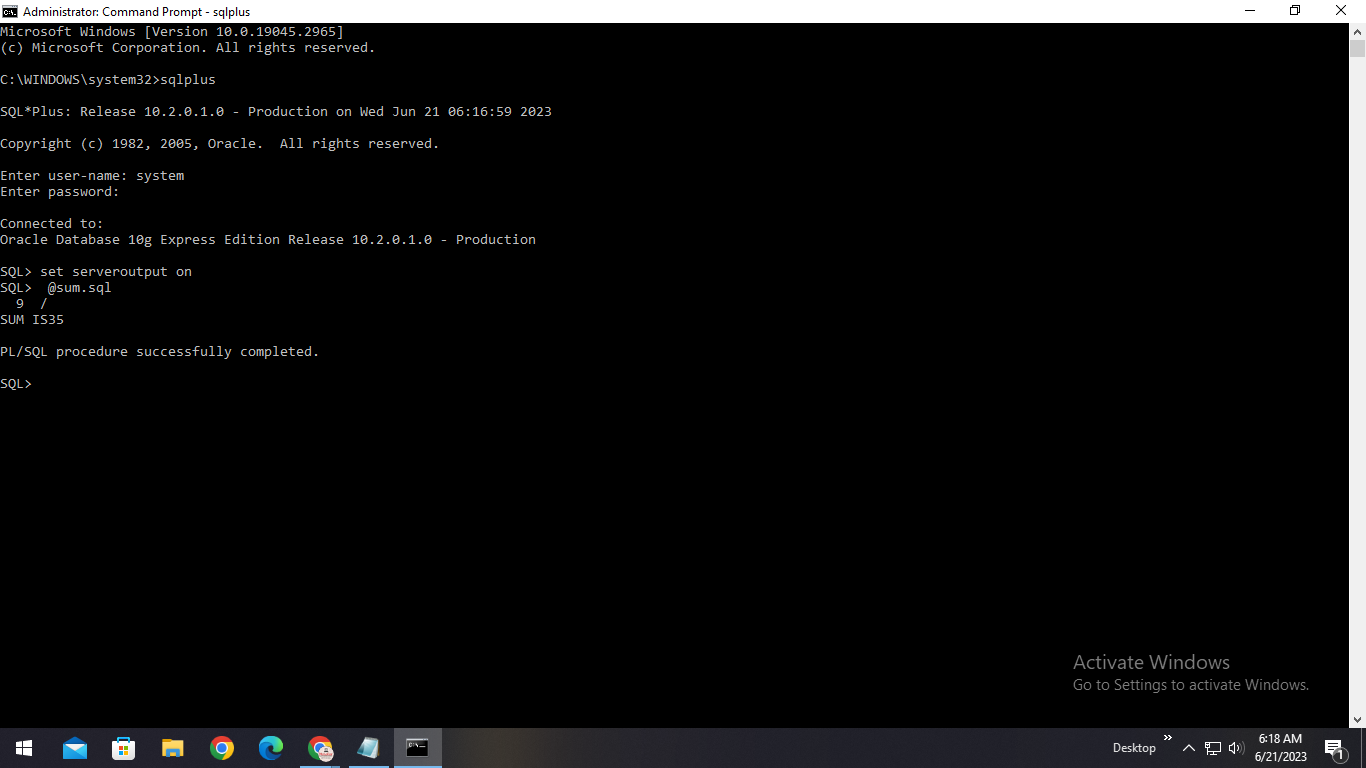 Administrator: Command Prompt - sqlplus
Microsoft Windows [Version 10.0.19045.2965]
(c) Microsoft Corporation. All rights reserved.
C:\WINDOWS\system32>sqlplus
SQL*Plus: Release 10.2.0.1.0 - Production on Wed Jun 21 06:16:59 2023
Copyright (c) 1982, 2005, Oracle.  All rights reserved.
Enter user-name: system
Enter password:
Connected to:
Oracle Database 10g Express Edition Release 10.2.0.1.0 - Production
SQL> set serveroutput on
SQL>  @sum.sql
  9  /
SUM IS35
PL/SQL procedure successfully completed.
SQL>
Activate Windows
Go to Settings to activate Windows.
Desktop
6:18 AM
6/21/2023
1